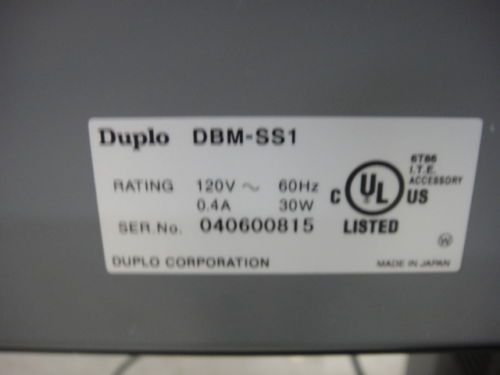 Duplo DBM-SS1
RATING 120V ~ 60Hz
0.4A 30W
SER.No. 040600815
DUPLO CORPORATION
6T86
I.T.E.
ACCESSORY
C UL US
LISTED
W
MADE IN JAPAN